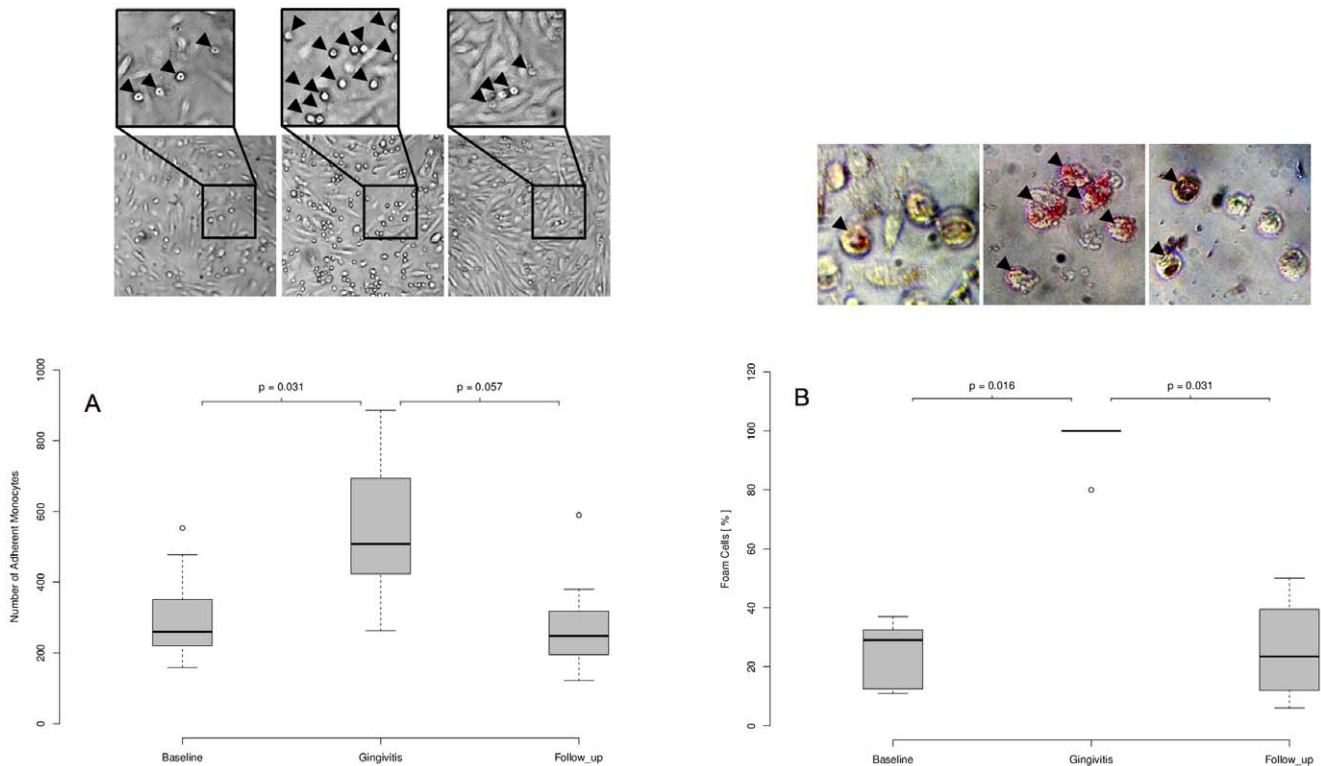 A
Number of Adherent Monocytes
1000
800
600
400
200
0
p = 0.031
p = 0.057
Baseline
Gingivitis
Follow_up
B
Foam Cells [ % ]
120
100
80
60
40
20
0
p = 0.016
p = 0.031
Baseline
Gingivitis
Follow_up